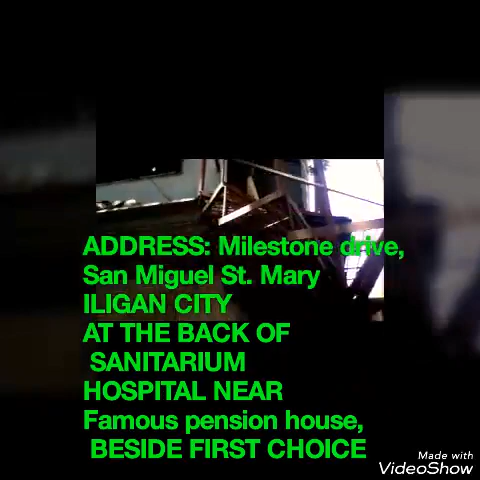 ADDRESS: Milestone drive,
San Miguel St. Mary
ILIGAN CITY
AT THE BACK OF
SANITARIUM
HOSPITAL NEAR
Famous pension house,
BESIDE FIRST CHOICE
Made with
VideoShow